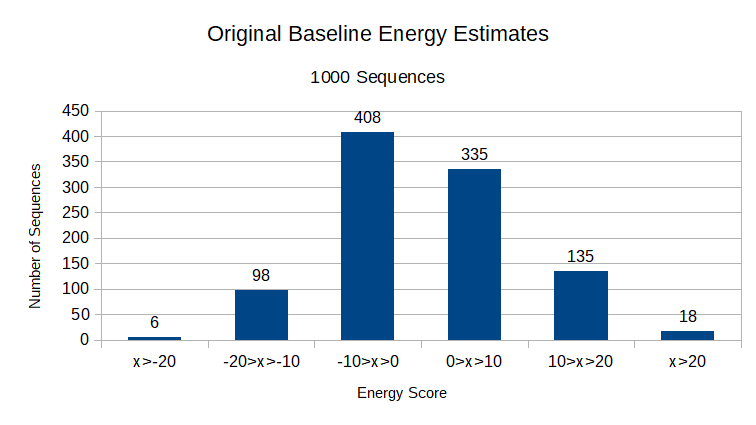 Original Baseline Energy Estimates
1000 Sequences
Number of Sequences
450
400
350
300
250
200
150
100
50
0
6
98
408
335
135
18
x>-20
-20>x>-10
-10>x>0
0>x>10
10>x>20
x>20
Energy Score